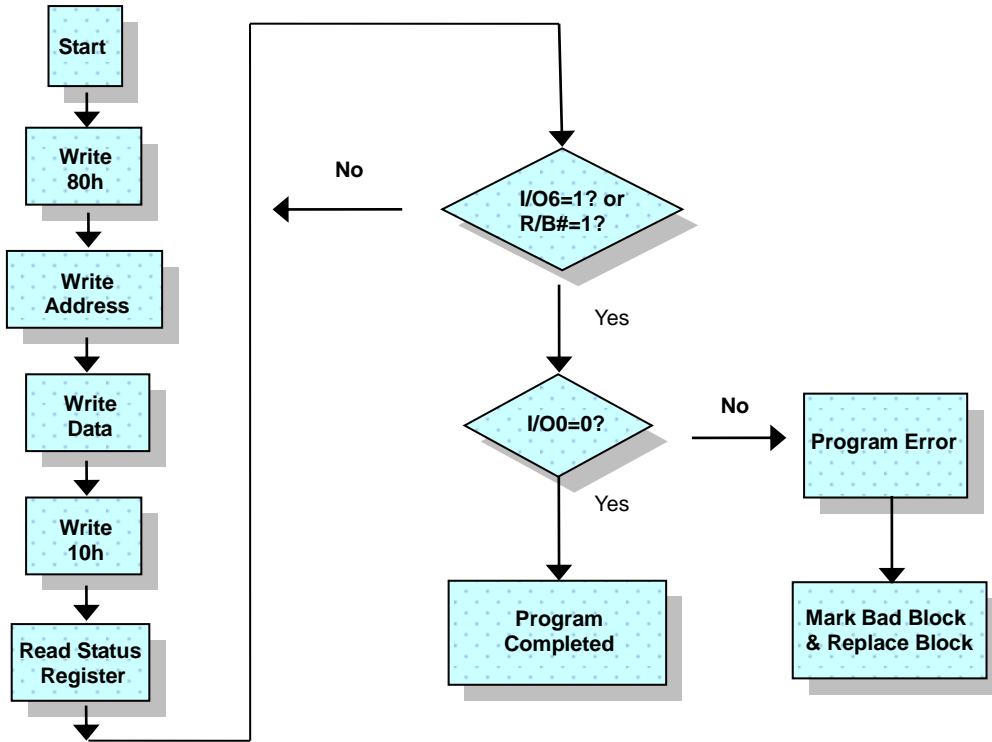 Start
Write
80h
Write
Address
Write
Data
Write
10h
Read Status
Register
I/O6=1? or
R/B#=1?
No
Yes
I/O0=0?
No
Yes
Program Error
Program
Completed
Mark Bad Block
& Replace Block